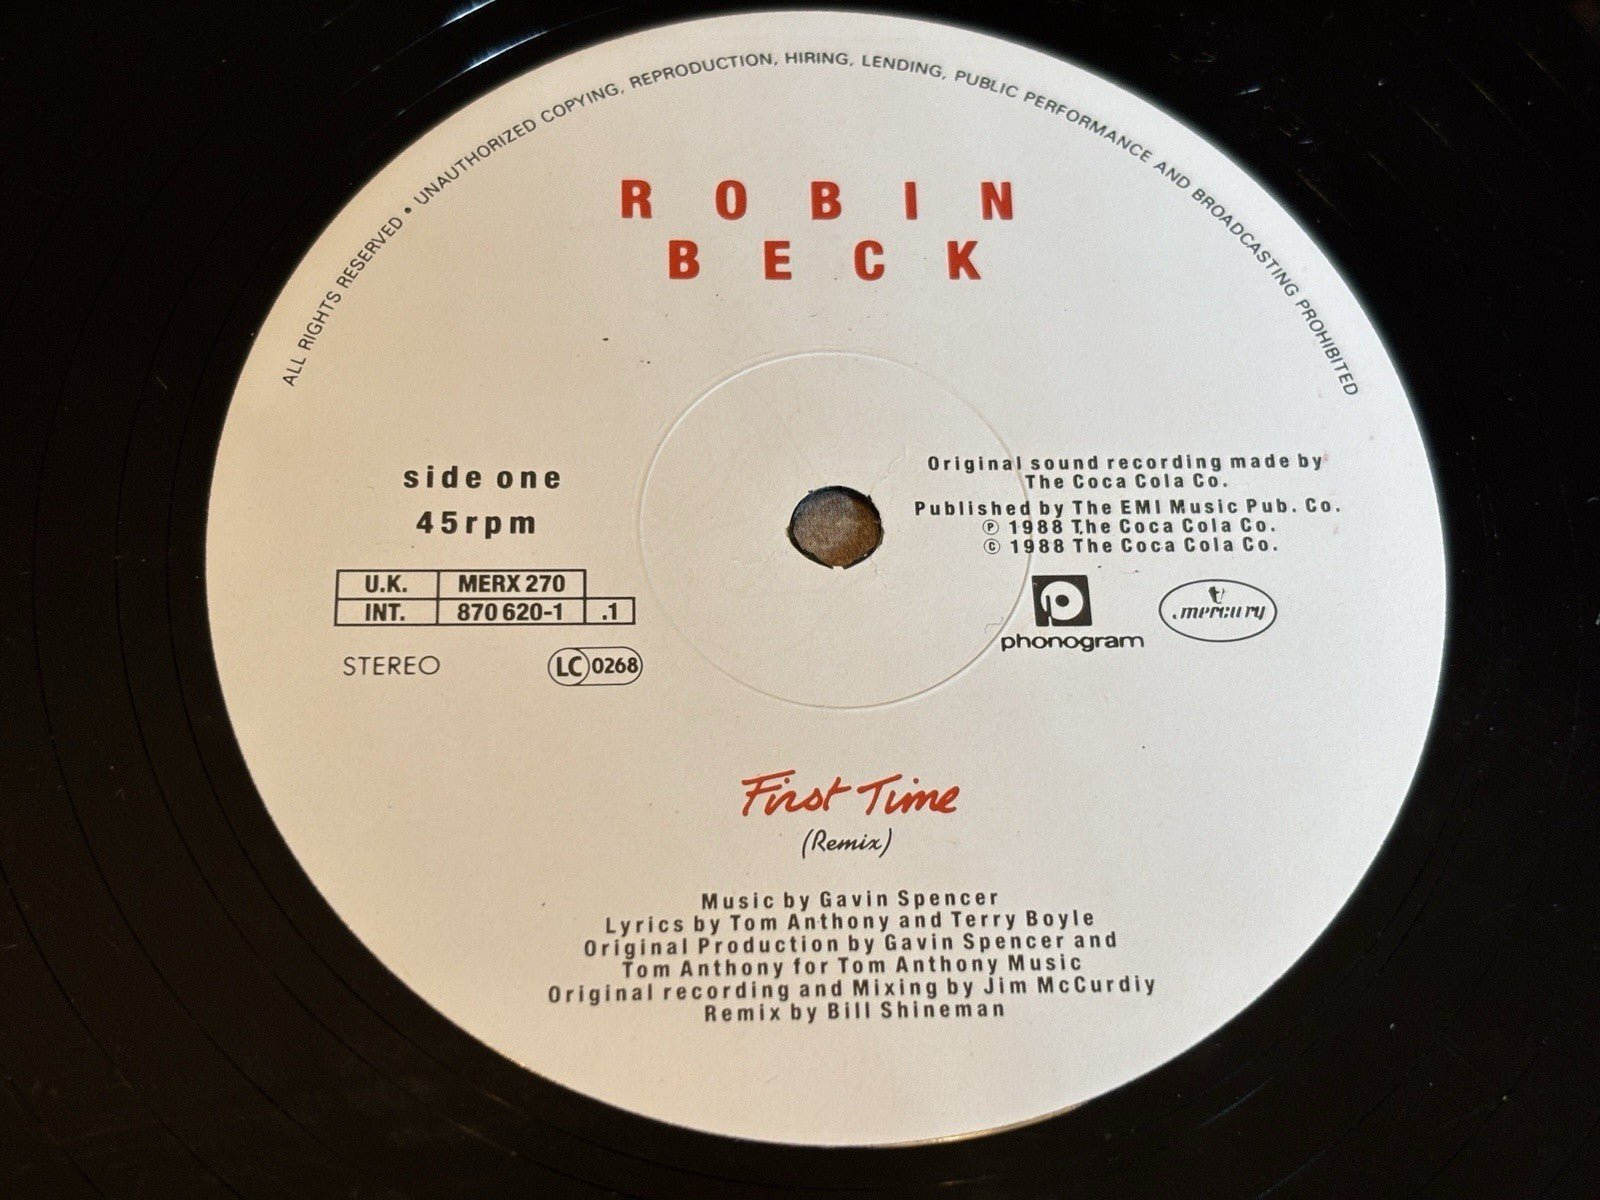 ALL RIGHTS RESERVED • UNAUTHORIZED COPYING, REPRODUCTION, HIRING, LENDING, PUBLIC PERFORMANCE AND BROADCASTING PROHIBITED
ROBIN
BECK
side one
45rpm
U.K. MERX 270
INT. 870 620-1 .1
STEREO LC 0268
Original sound recording made by
The Coca Cola Co.
Published by The EMI Music Pub. Co.
℗ 1988 The Coca Cola Co.
© 1988 The Coca Cola Co.
phonogram
mercury
First Time
(Remix)
Music by Gavin Spencer
Lyrics by Tom Anthony and Terry Boyle
Original Production by Gavin Spencer and
Tom Anthony for Tom Anthony Music
Original recording and Mixing by Jim McCurdiy
Remix by Bill Shineman